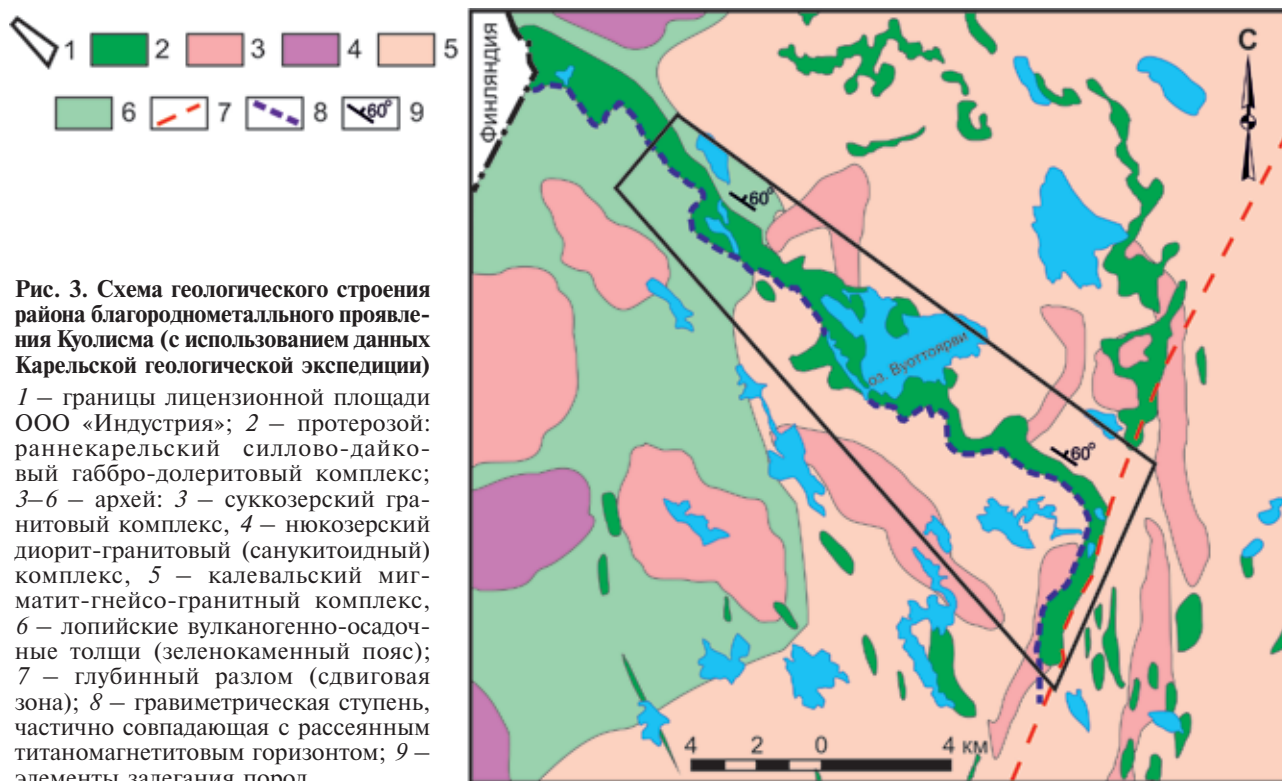 1 2 3 4 5
6 7 8 60° 9
Рис. 3. Схема геологического строения
района благороднометалльного проявле-
ния Куолисма (с использованием данных
Карельской геологической экспедиции)
1 – границы лицензионной площади
ООО «Индустрия»; 2 – протерозой:
раннекарельский силлово-дайко-
вый габбро-долеритовый комплекс;
3–6 – архей: 3 – суккозерский гра-
нитовый комплекс, 4 – нюкозерский
диорит-гранитовый (санукитоидный)
комплекс, 5 – калевальский миг-
матит-гнейсо-гранитный комплекс,
6 – лопийские вулканогенно-осадоч-
ные толщи (зеленокаменный пояс);
7 – глубинный разлом (сдвиговая
зона); 8 – гравиметрическая ступень,
частично совпадающая с рассеянным
титаномагнетитовым горизонтом; 9 –
элементы залегания пород
Финляндия
С
60°
оз. Вуоттоярви
60°
4 2 0 4 км